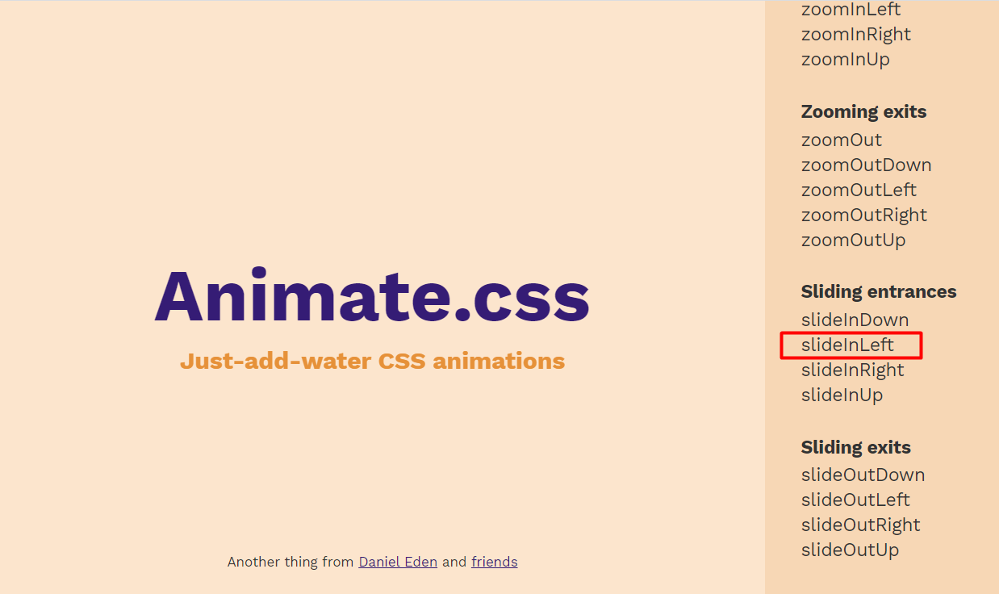 Animate.css
Just-add-water CSS animations
Another thing from Daniel Eden and friends
zoomInLeft
zoomInRight
zoomInUp
Zooming exits
zoomOut
zoomOutDown
zoomOutLeft
zoomOutRight
zoomOutUp
Sliding entrances
slideInDown
slideInLeft
slideInRight
slideInUp
Sliding exits
slideOutDown
slideOutLeft
slideOutRight
slideOutUp